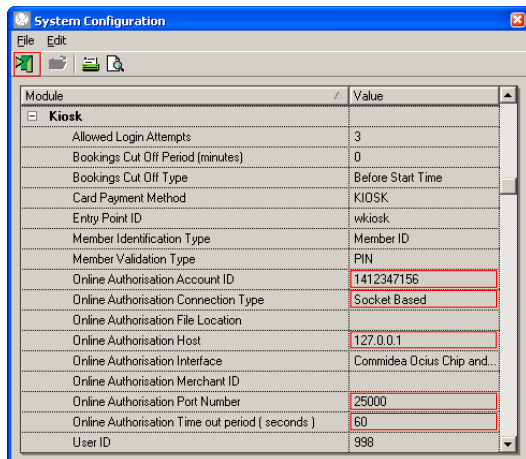 System Configuration
File Edit
Module Value
Kiosk
Allowed Login Attempts 3
Bookings Cut Off Period (minutes) 0
Bookings Cut Off Type Before Start Time
Card Payment Method KIOSK
Entry Point ID wkiosk
Member Identification Type Member ID
Member Validation Type PIN
Online Authorisation Account ID 1412347156
Online Authorisation Connection Type Socket Based
Online Authorisation File Location
Online Authorisation Host 127.0.0.1
Online Authorisation Interface Commidea Ocius Chip and...
Online Authorisation Merchant ID
Online Authorisation Port Number 25000
Online Authorisation Time out period ( seconds ) 60
User ID 998